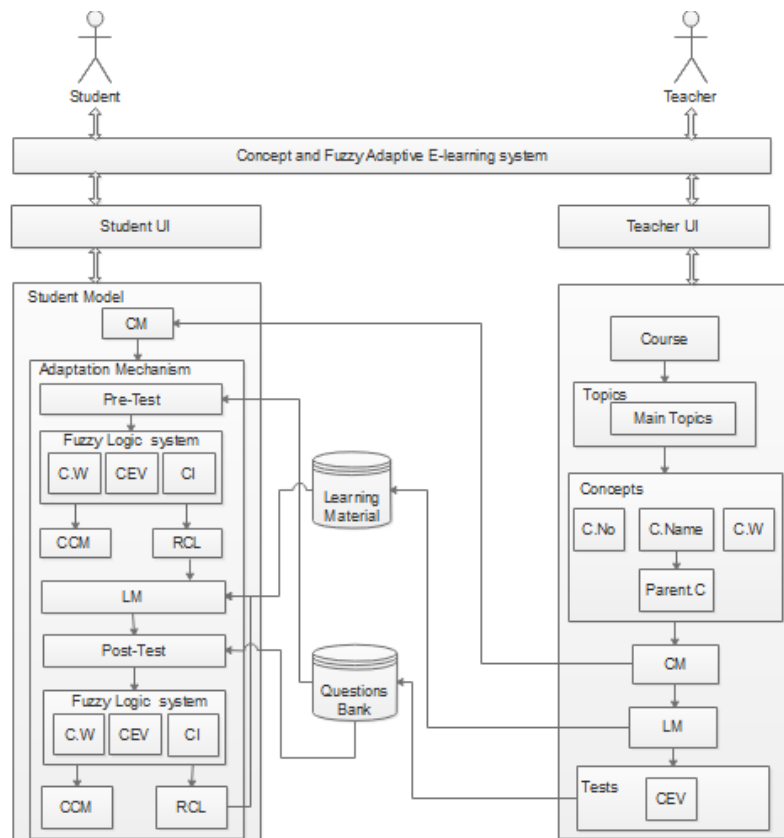 Student
Teacher
Concept and Fuzzy Adaptive E-learning system
Student UI
Teacher UI
Student Model
CM
Adaptation Mechanism
Pre-Test
Fuzzy Logic system
C.W
CEV
CI
CCM
RCL
LM
Post-Test
Fuzzy Logic system
C.W
CEV
CI
CCM
RCL
Learning
Material
Questions
Bank
Course
Topics
Main Topics
Concepts
C.No
C.Name
C.W
Parent.C
CM
LM
Tests
CEV